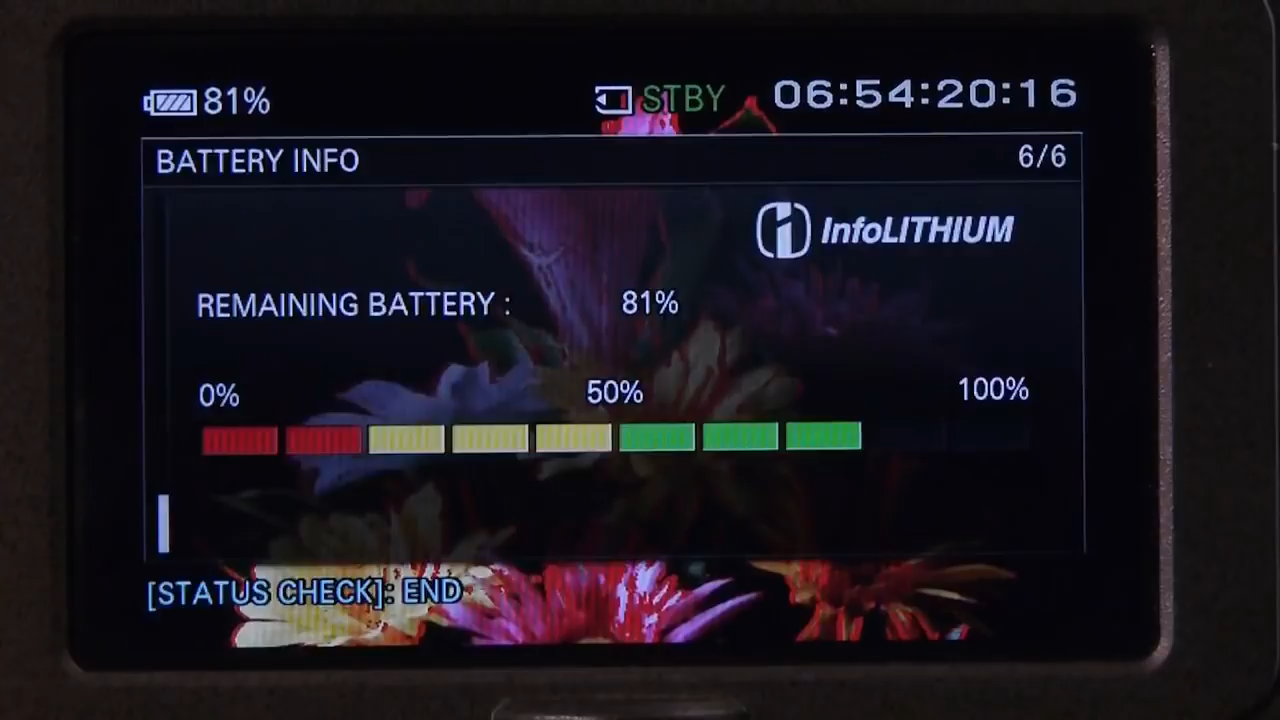 81% STBY 06:54:20:16
BATTERY INFO 6/6
InfoLITHIUM
REMAINING BATTERY : 81%
0% 50% 100%
[STATUS CHECK]: END